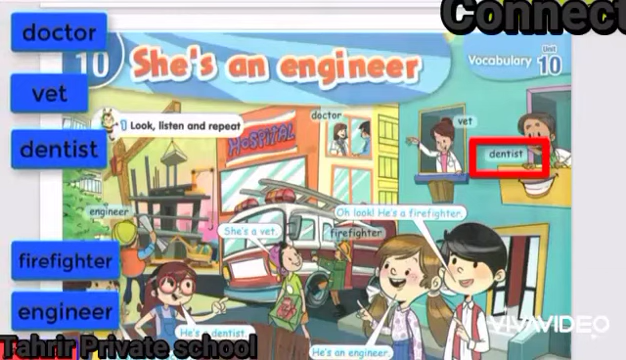 Connect
doctor
vet
dentist
firefighter
engineer
10
She's an engineer
Vocabulary
Unit
10
1 Look, listen and repeat
HOSPITAL
doctor
vet
dentist
engineer
Oh look! He's a firefighter.
She's a vet.
firefighter
He's a dentist.
He's an engineer.
Tahrir Private school
VIVAVIDEO